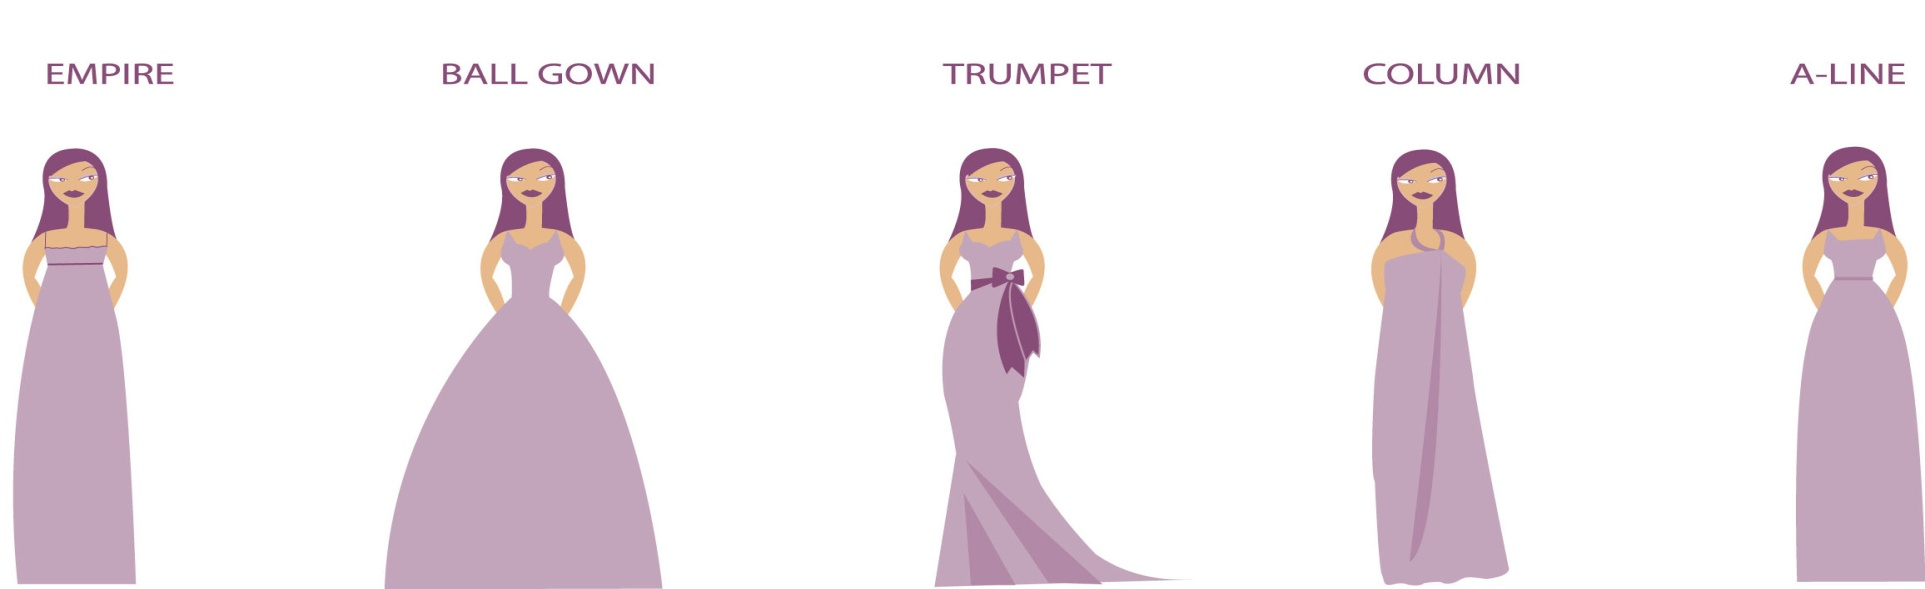 EMPIRE
BALL GOWN
TRUMPET
COLUMN
A-LINE